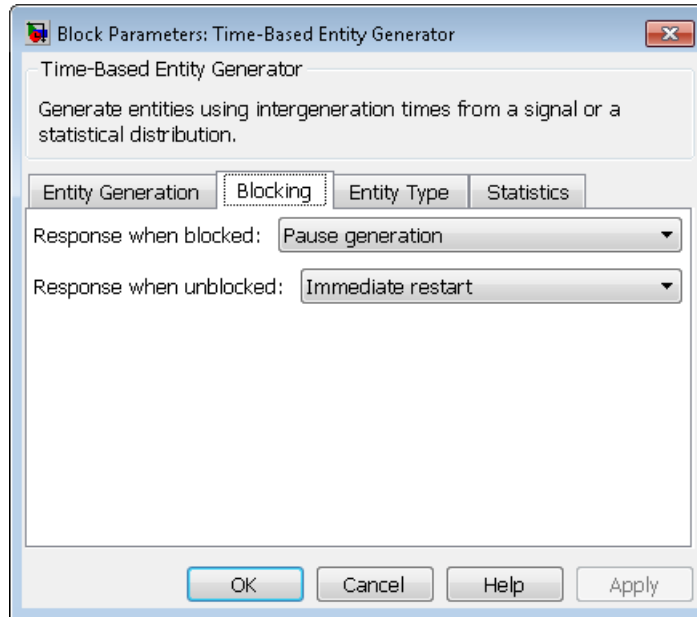 Block Parameters: Time-Based Entity Generator
Time-Based Entity Generator
Generate entities using intergeneration times from a signal or a
statistical distribution.
Entity Generation Blocking Entity Type Statistics
Response when blocked: Pause generation
Response when unblocked: Immediate restart
OK Cancel Help Apply